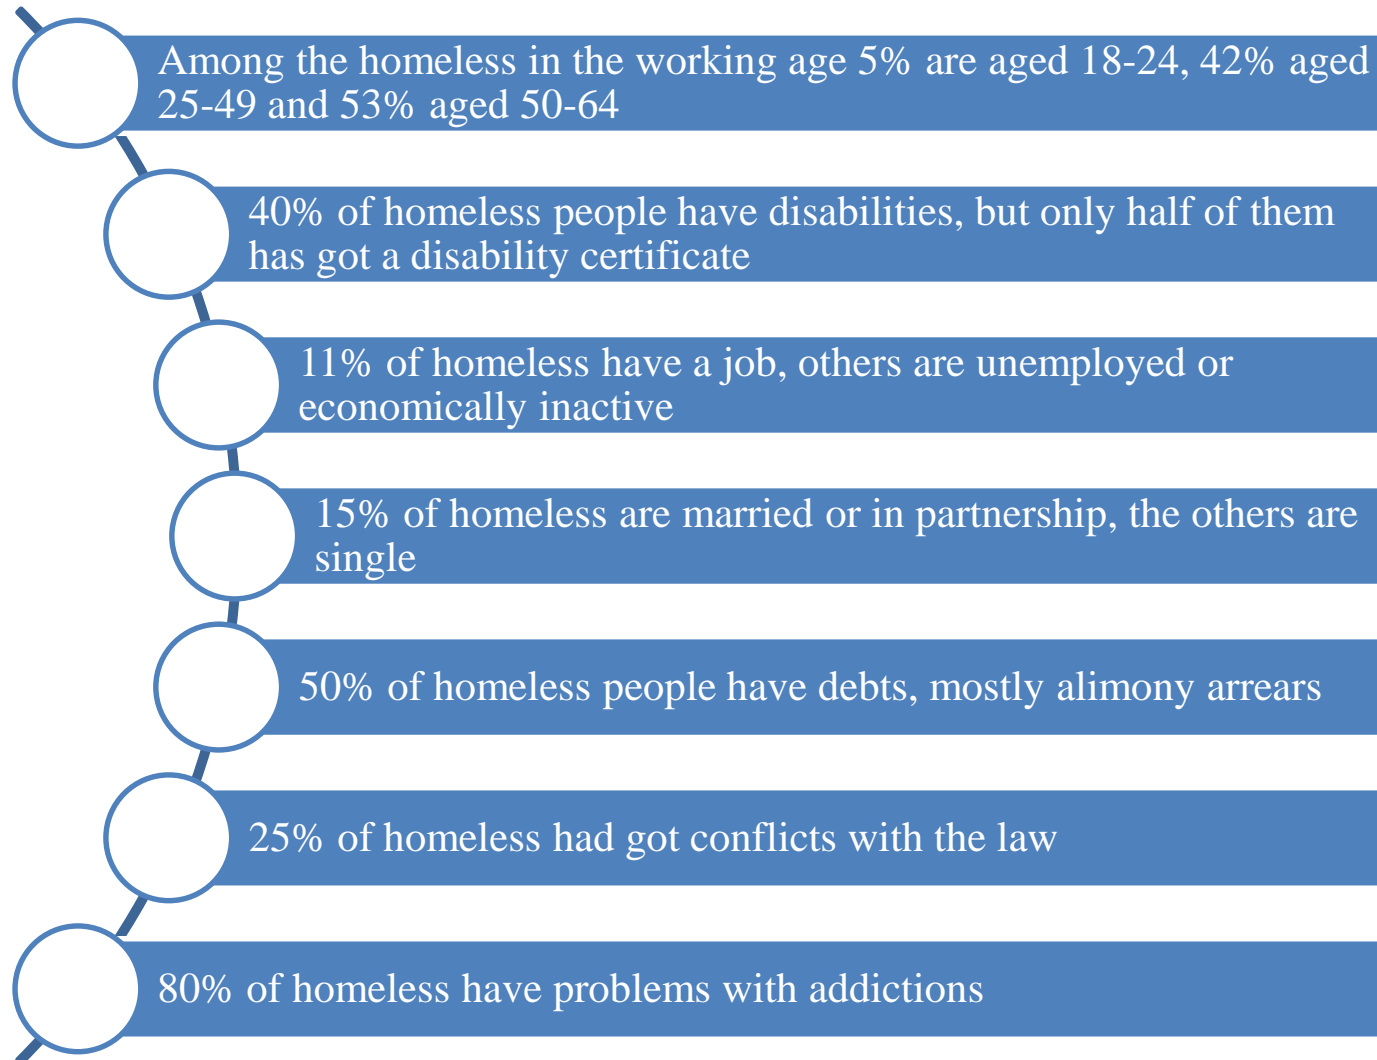 Among the homeless in the working age 5% are aged 18-24, 42% aged
25-49 and 53% aged 50-64
40% of homeless people have disabilities, but only half of them
has got a disability certificate
11% of homeless have a job, others are unemployed or
economically inactive
15% of homeless are married or in partnership, the others are
single
50% of homeless people have debts, mostly alimony arrears
25% of homeless had got conflicts with the law
80% of homeless have problems with addictions